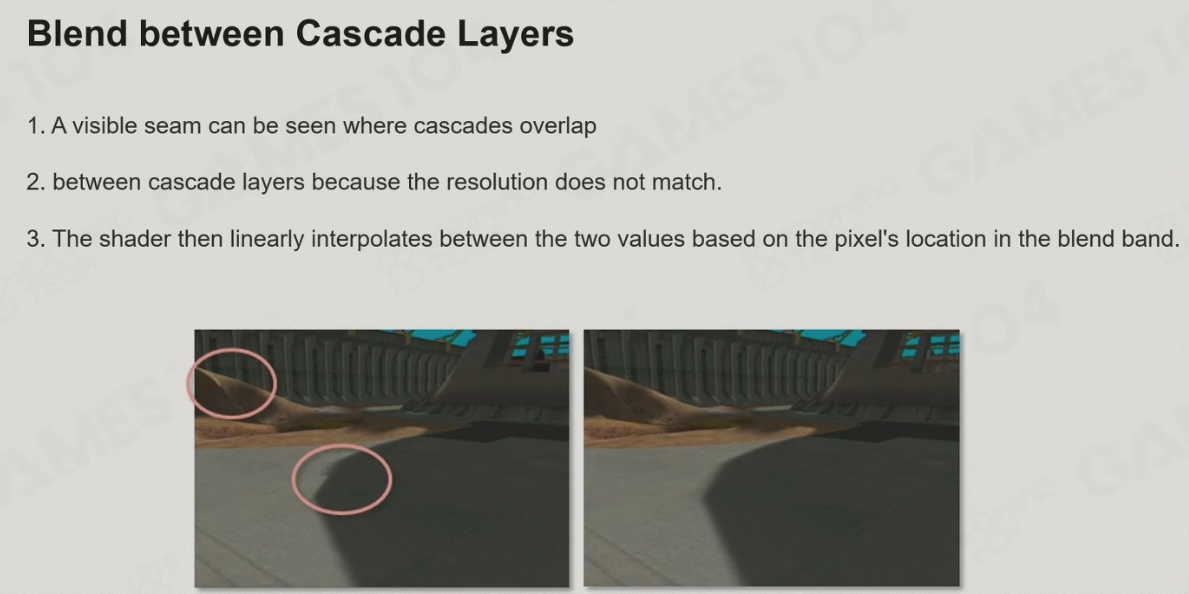 Blend between Cascade Layers
1. A visible seam can be seen where cascades overlap
2. between cascade layers because the resolution does not match.
3. The shader then linearly interpolates between the two values based on the pixel's location in the blend band.
GAMES104
GAMES104
GAMES104